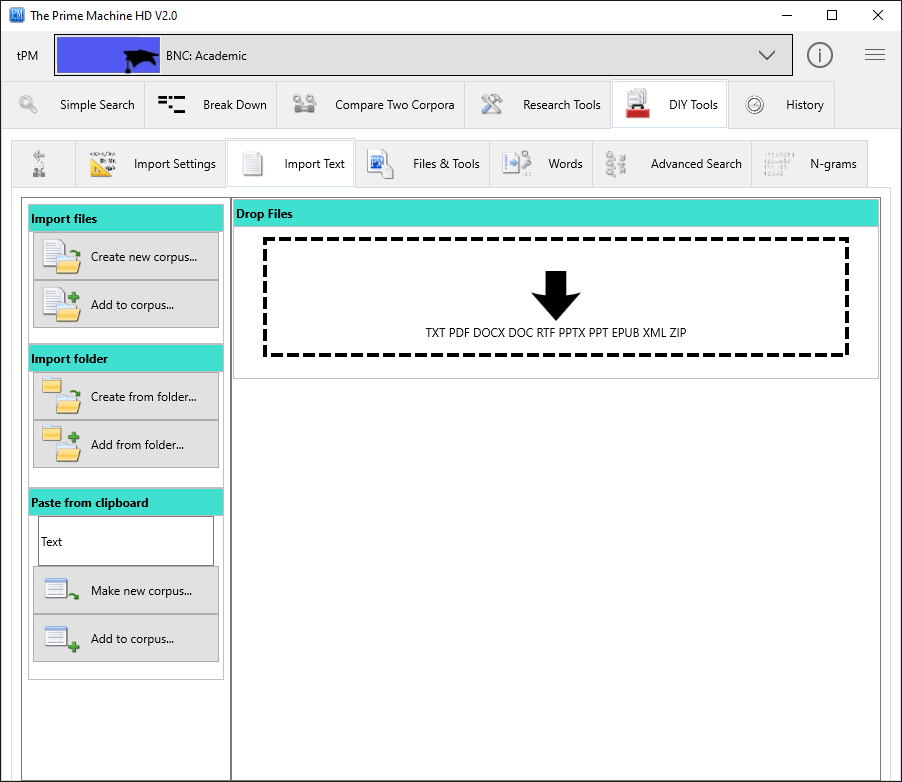 The Prime Machine HD V2.0
tPM
BNC: Academic
Simple Search
Break Down
Compare Two Corpora
Research Tools
DIY Tools
History
Import Settings
Import Text
Files & Tools
Words
Advanced Search
N-grams
Import files
Create new corpus...
Add to corpus...
Import folder
Create from folder...
Add from folder...
Paste from clipboard
Text
Make new corpus...
Add to corpus...
Drop Files
TXT PDF DOCX DOC RTF PPTX PPT EPUB XML ZIP